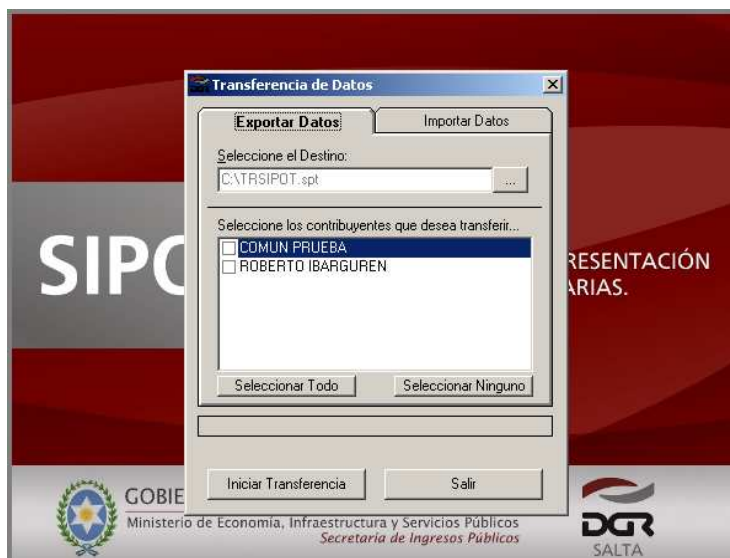 Transferencia de Datos
Exportar Datos
Importar Datos
Seleccione el Destino:
C:\TRSIPOT.spt
...
Seleccione los contribuyentes que desea transferir...
COMUN PRUEBA
ROBERTO IBARGUREN
SIPO
RESENTACIÓN
ARIAS.
Seleccionar Todo
Seleccionar Ninguno
Iniciar Transferencia
Salir
GOBIE
Ministerio de Economía, Infraestructura y Servicios Públicos
Secretaría de Ingresos Públicos
DGR
SALTA